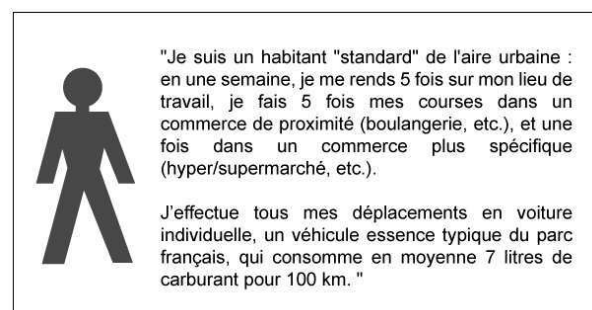 "Je suis un habitant "standard" de l'aire urbaine :
en une semaine, je me rends 5 fois sur mon lieu de
travail, je fais 5 fois mes courses dans un
commerce de proximité (boulangerie, etc.), et une
fois dans un commerce plus spécifique
(hyper/supermarché, etc.).
J'effectue tous mes déplacements en voiture
individuelle, un véhicule essence typique du parc
français, qui consomme en moyenne 7 litres de
carburant pour 100 km. "